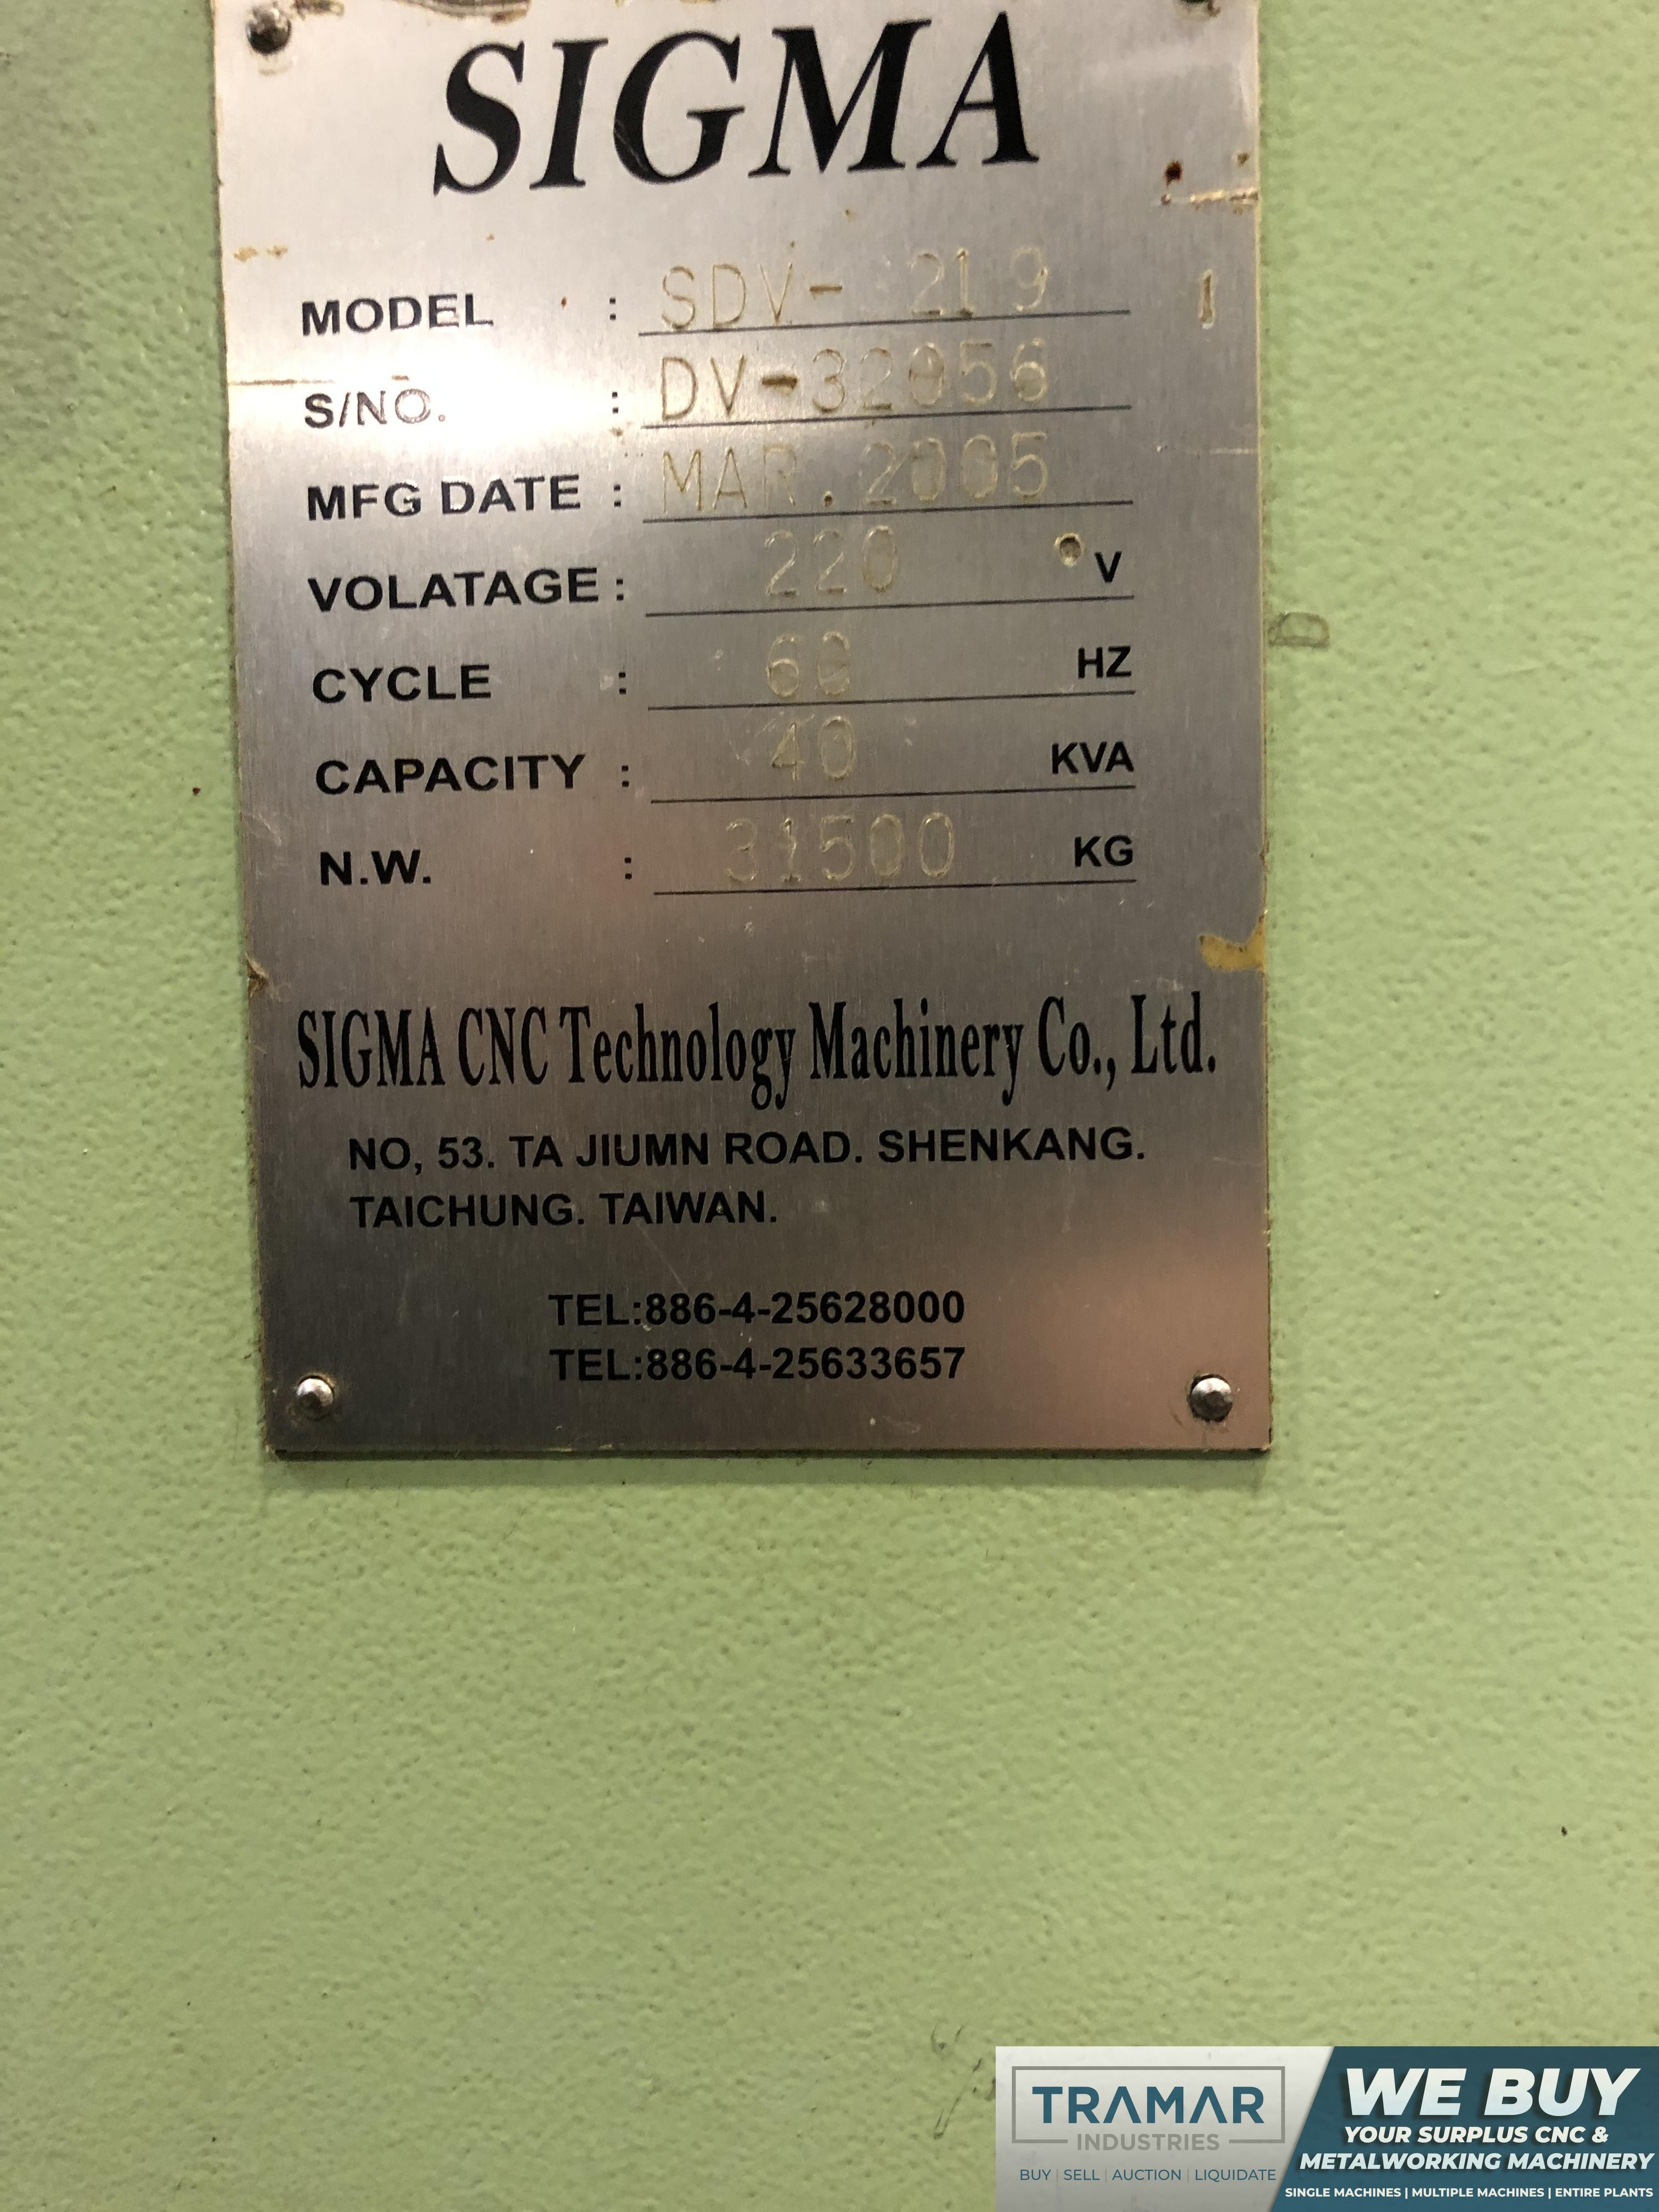 SIGMA
MODEL : SDV- 219
S/NO. : DV-32056
MFG DATE : MAR.2005
VOLATAGE : 220 V
CYCLE : 60 HZ
CAPACITY : 40 KVA
N.W. : 31500 KG
SIGMA CNC Technology Machinery Co., Ltd.
NO, 53. TA JIUMN ROAD. SHENKANG.
TAICHUNG. TAIWAN.
TEL:886-4-25628000
TEL:886-4-25633657
TRAMAR
INDUSTRIES
BUY | SELL | AUCTION | LIQUIDATE
WE BUY
YOUR SURPLUS CNC &
METALWORKING MACHINERY
SINGLE MACHINES | MULTIPLE MACHINES | ENTIRE PLANTS